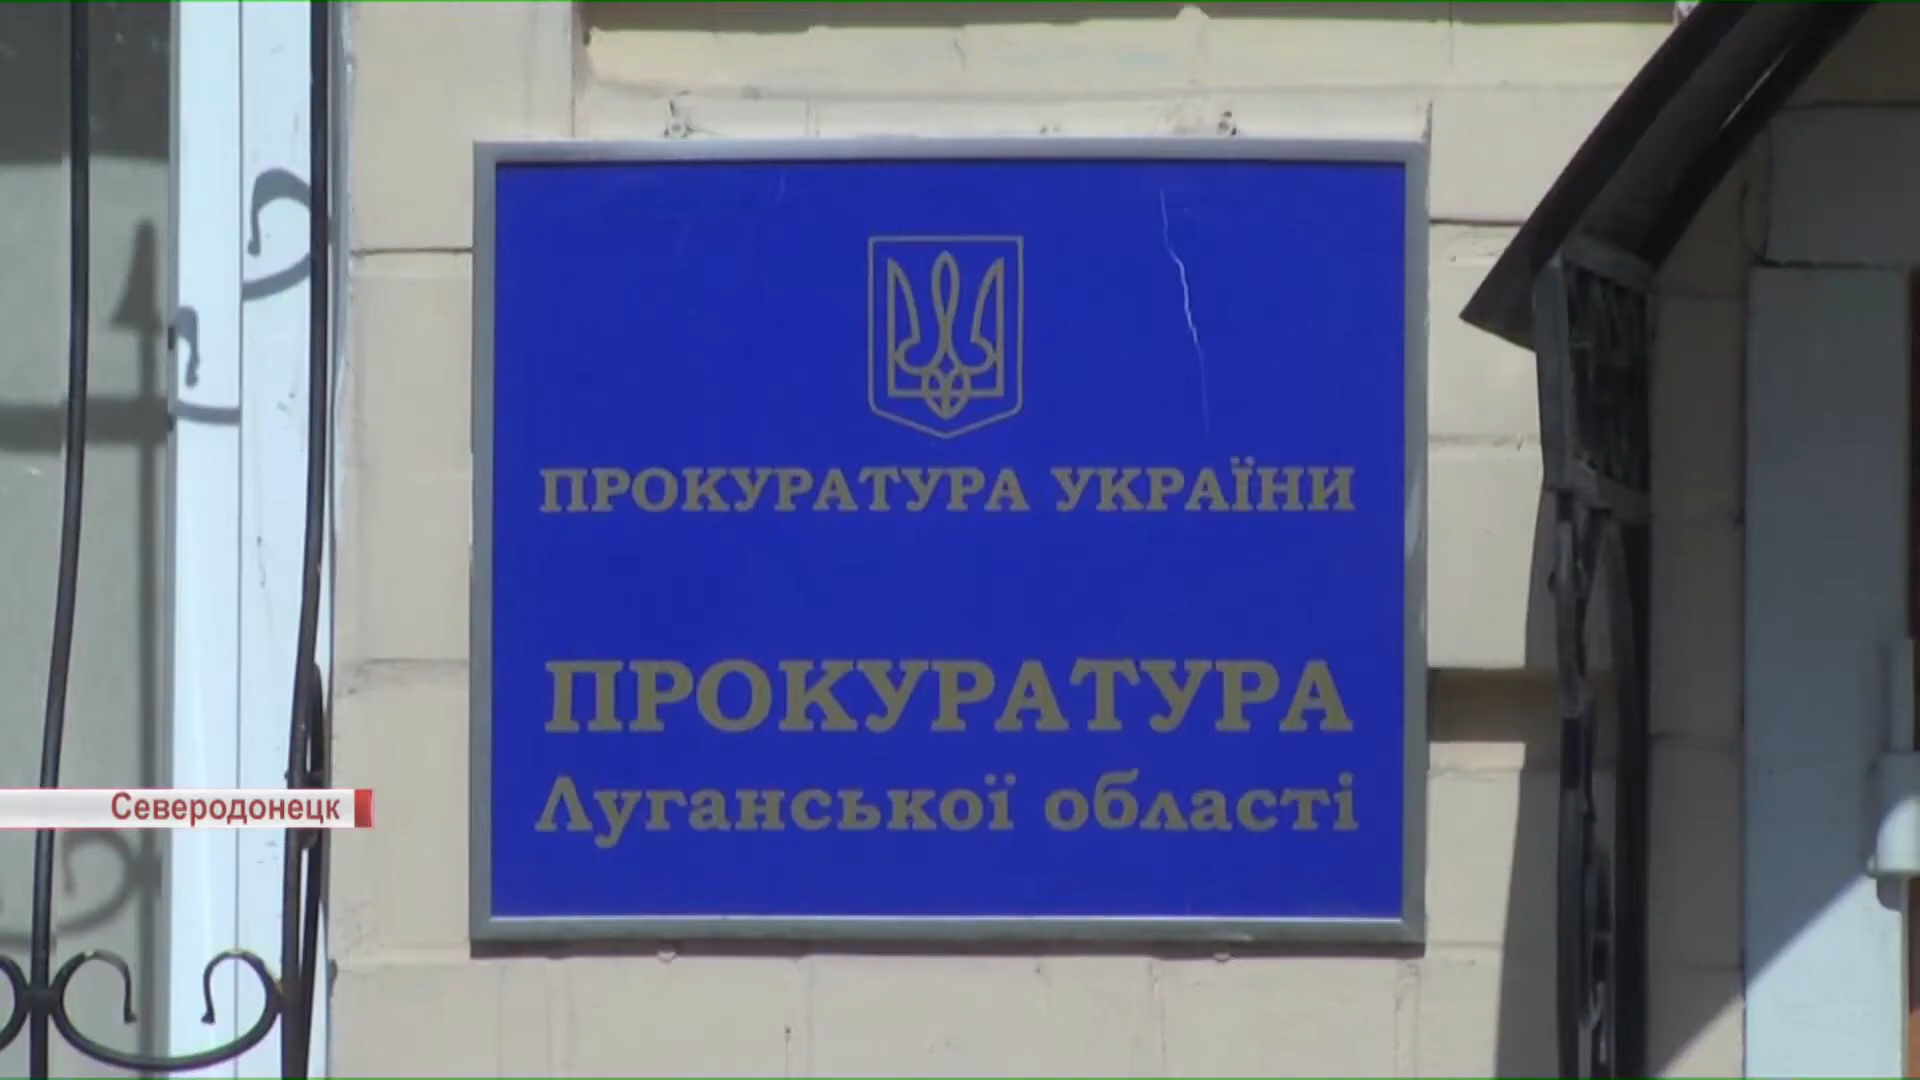 ПРОКУРАТУРА УКРАЇНИ
ПРОКУРАТУРА
Луганської області
Северодонецк